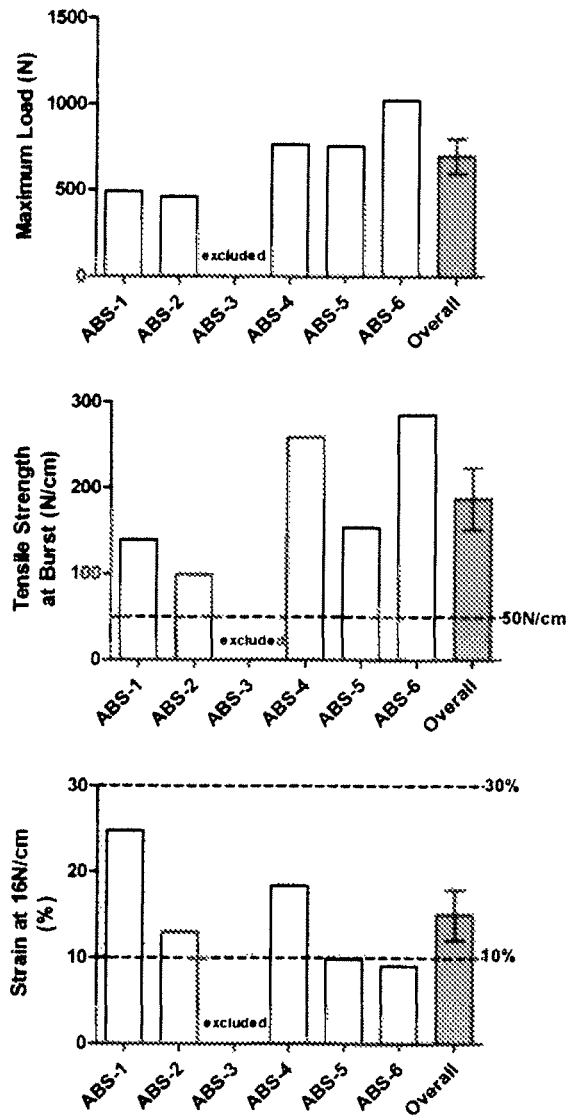 Maximum Load (N)
1500
1000
500
0
excluded
ABS-1
ABS-2
ABS-3
ABS-4
ABS-5
ABS-6
Overall
Tensile Strength
at Burst (N/cm)
300
200
100
0
50N/cm
excluded
ABS-1
ABS-2
ABS-3
ABS-4
ABS-5
ABS-6
Overall
Strain at 16N/cm
(%)
30
20
10
0
30%
10%
excluded
ABS-1
ABS-2
ABS-3
ABS-4
ABS-5
ABS-6
Overall